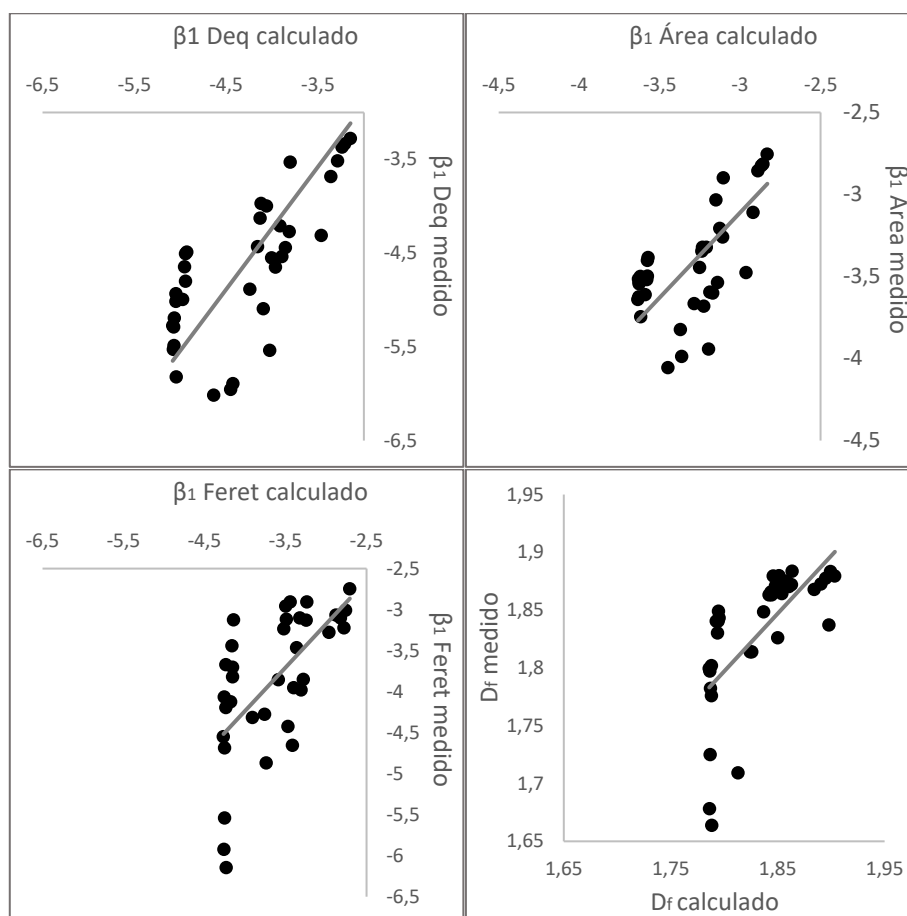 β1 Deq calculado
-6,5 -5,5 -4,5 -3,5
-3,5
-4,5
-5,5
-6,5
β1 Deq medido
β1 Área calculado
-4,5 -4 -3,5 -3 -2,5
-2,5
-3
-3,5
-4
-4,5
β1 Área medido
β1 Feret calculado
-6,5 -5,5 -4,5 -3,5 -2,5
-2,5
-3
-3,5
-4
-4,5
-5
-5,5
-6
-6,5
β1 Feret medido
1,95
1,9
1,85
1,8
1,75
1,7
1,65
Df medido
1,65 1,75 1,85 1,95
Df calculado